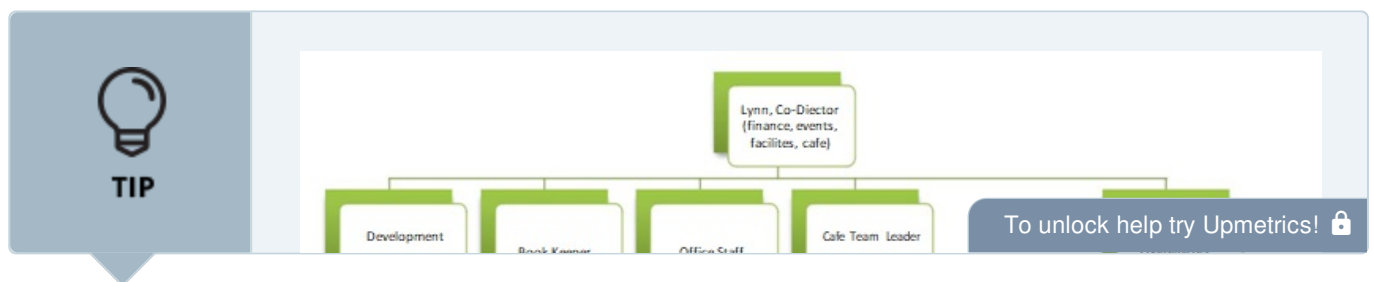 TIP
Lynn, Co-Diector
(finance, events,
facilites, cafe)
Development
Book Keeper
Office Staff
Cafe Team Leader
To unlock help try Upmetrics!